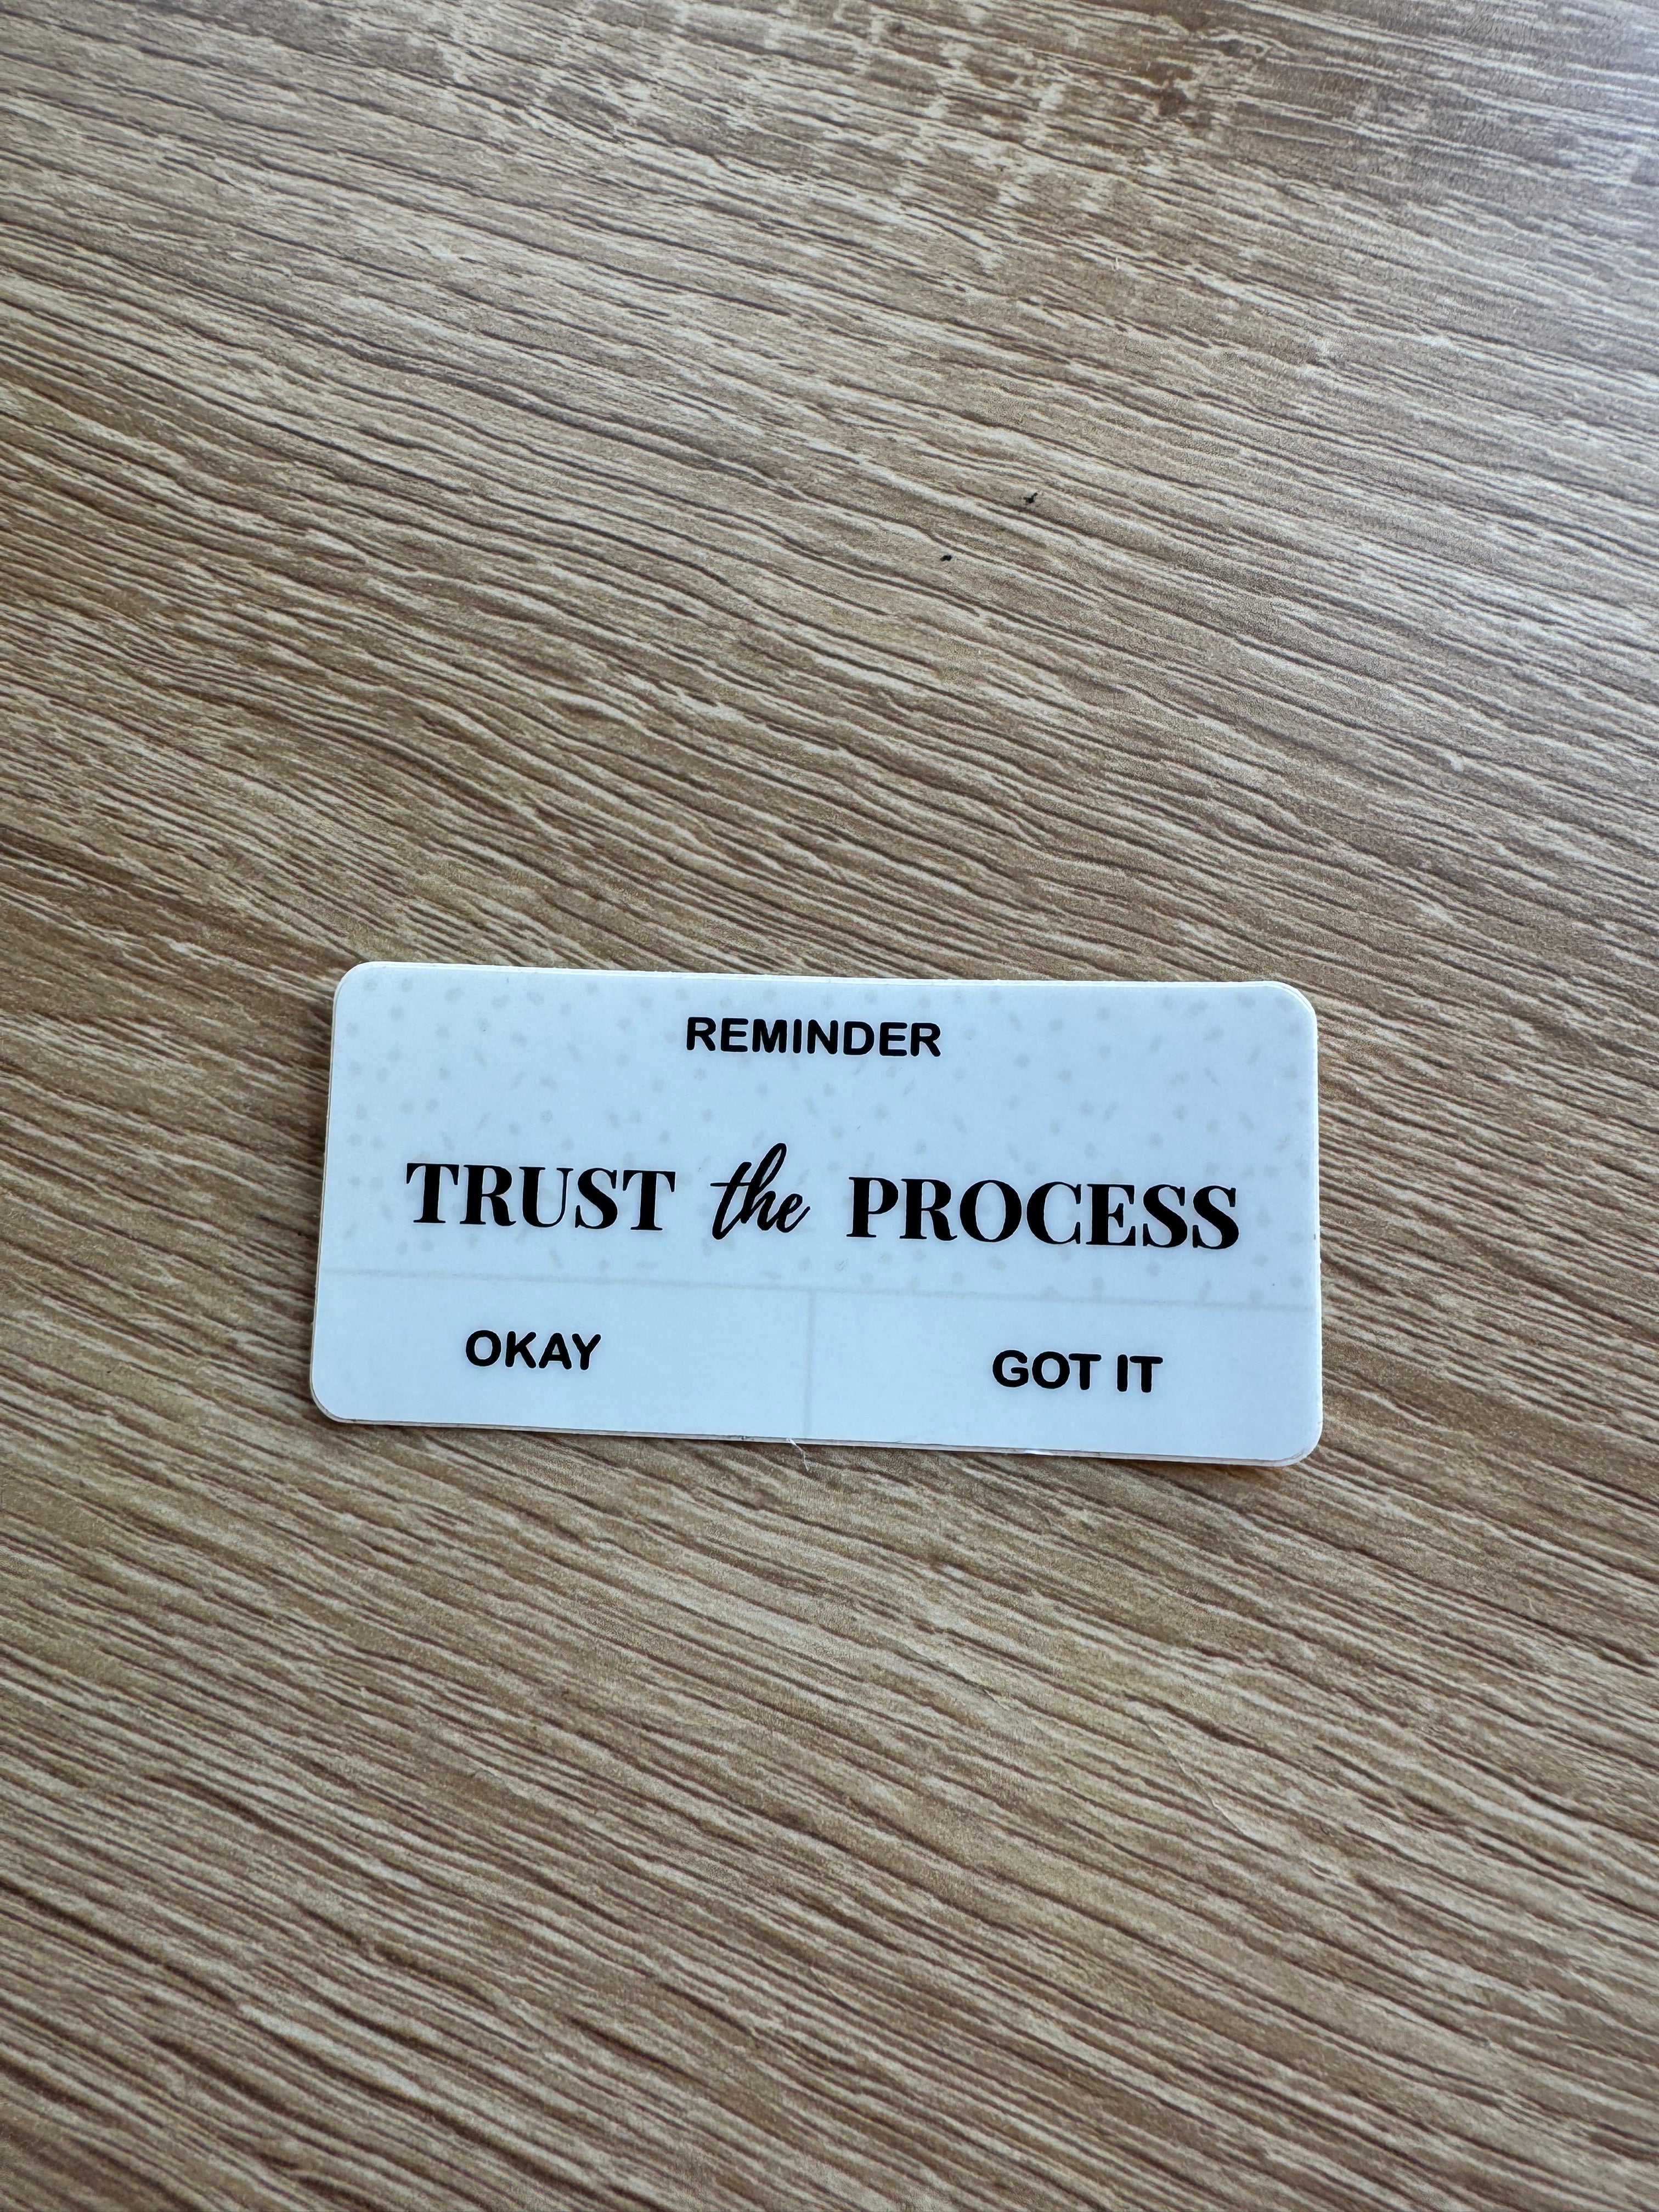 REMINDER
TRUST the PROCESS
OKAY GOT IT